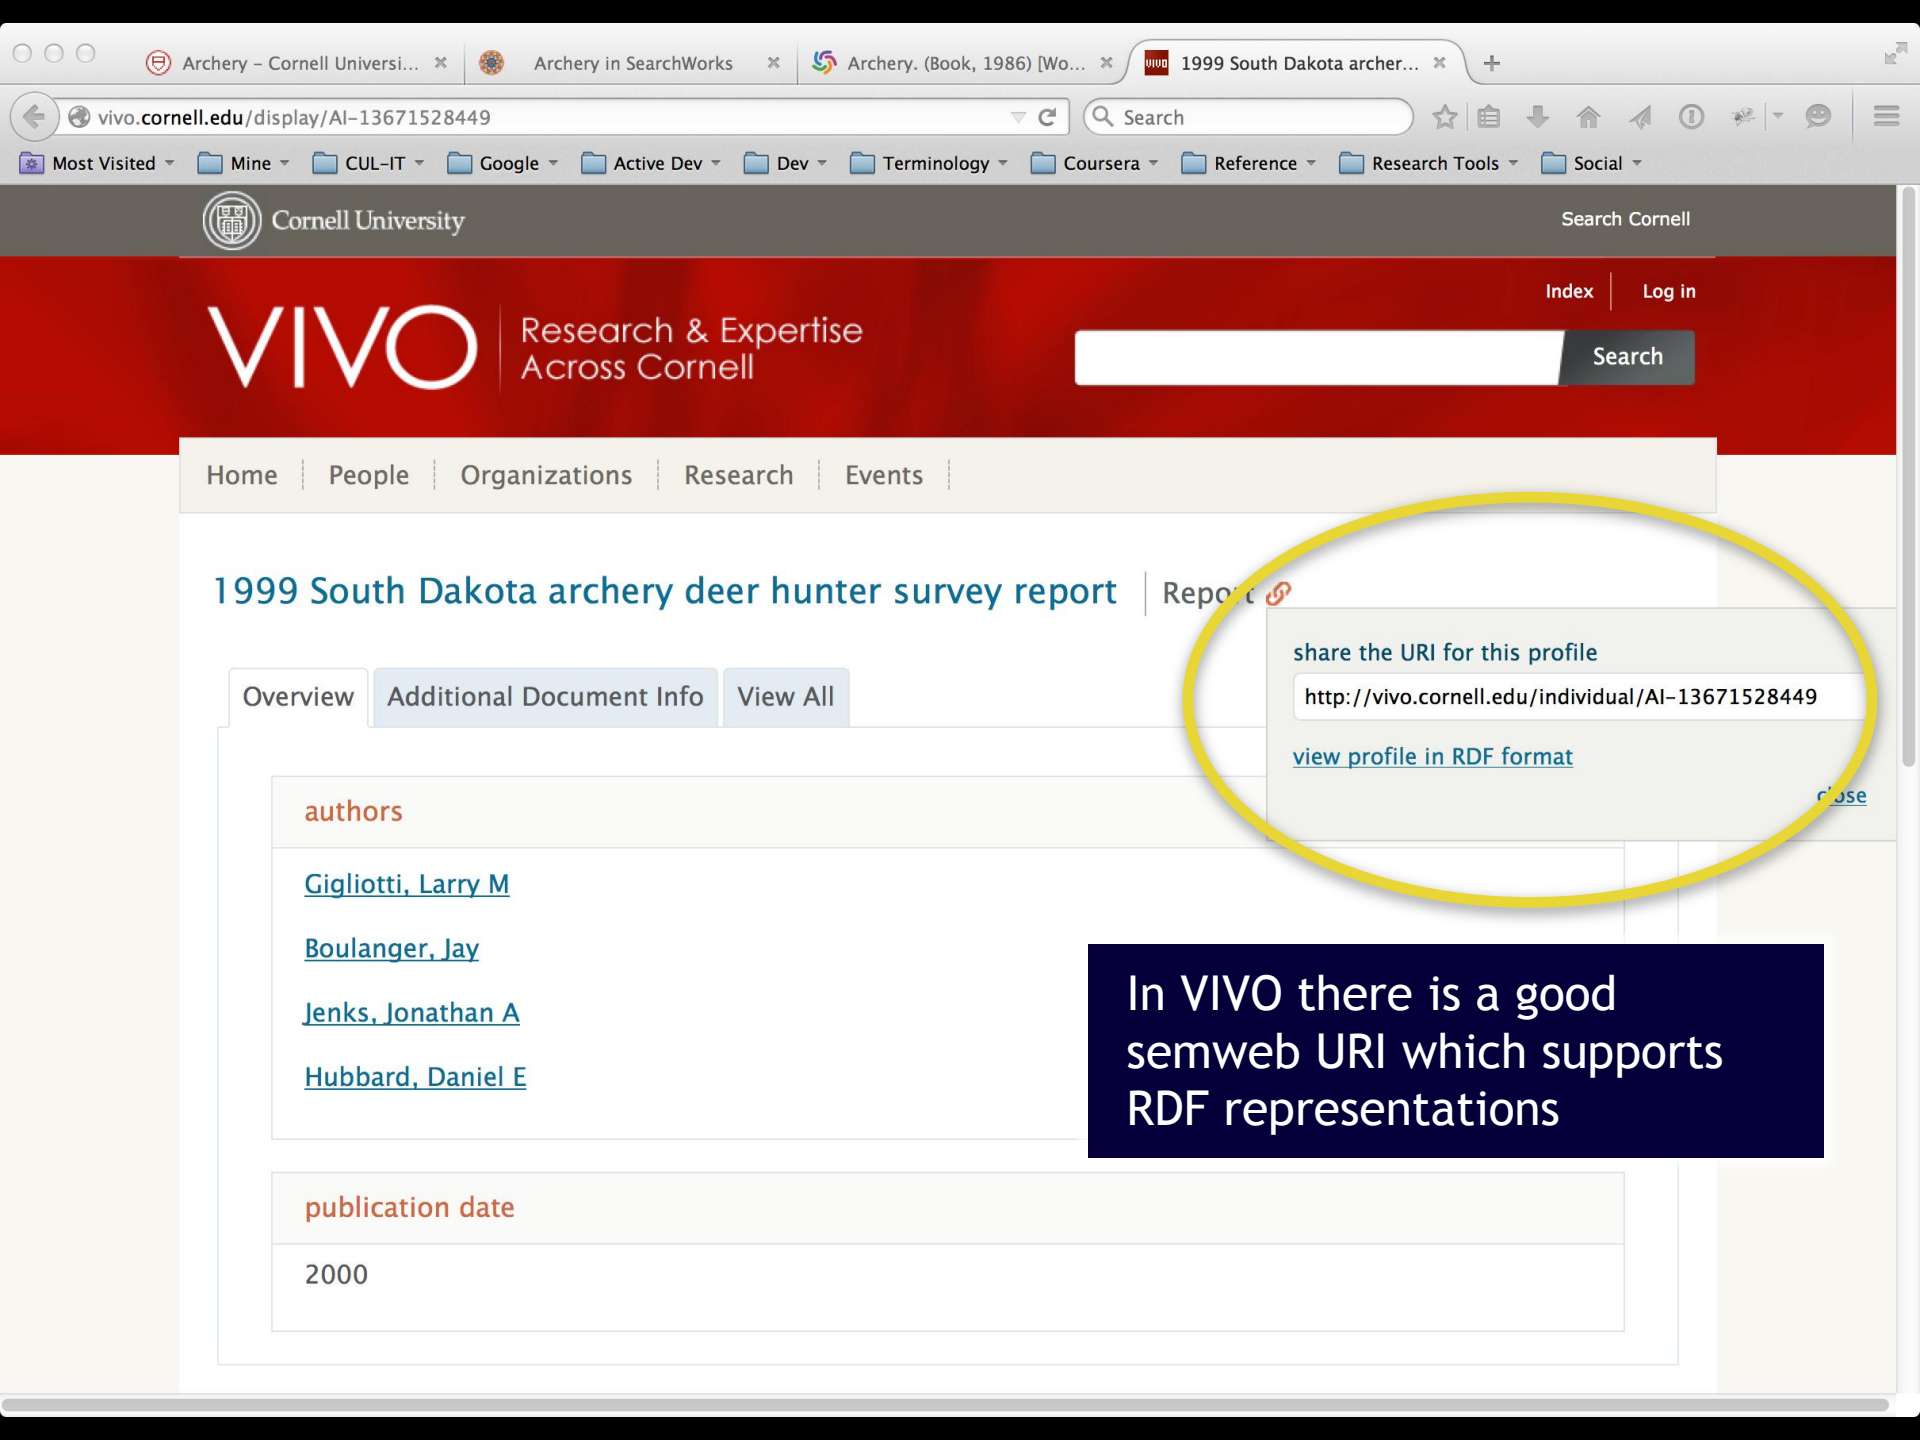 Archery – Cornell Universi...
Archery in SearchWorks
Archery. (Book, 1986) [Wo...
VIVO
1999 South Dakota archer...
vivo.cornell.edu/display/AI-13671528449
Search
Most Visited
Mine
CUL-IT
Google
Active Dev
Dev
Terminology
Coursera
Reference
Research Tools
Social
Cornell University
Search Cornell
Index
Log in
VIVO
Research & Expertise
Across Cornell
Search
Home
People
Organizations
Research
Events
1999 South Dakota archery deer hunter survey report
Report
share the URI for this profile
http://vivo.cornell.edu/individual/AI-13671528449
view profile in RDF format
close
Overview
Additional Document Info
View All
authors
Gigliotti, Larry M
Boulanger, Jay
Jenks, Jonathan A
Hubbard, Daniel E
In VIVO there is a good
semweb URI which supports
RDF representations
publication date
2000